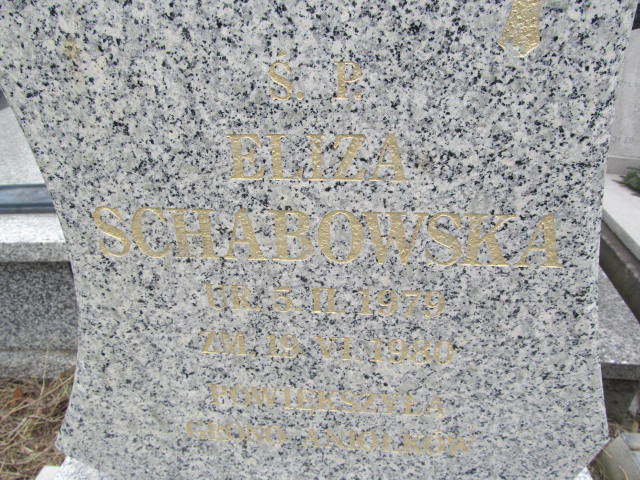 Ś. P.
ELIZA
SCHABOWSKA
UR. 5. II. 1979
ZM. 19. VI. 1980
POWIĘKSZYŁA
GRONO ANIOŁKÓW